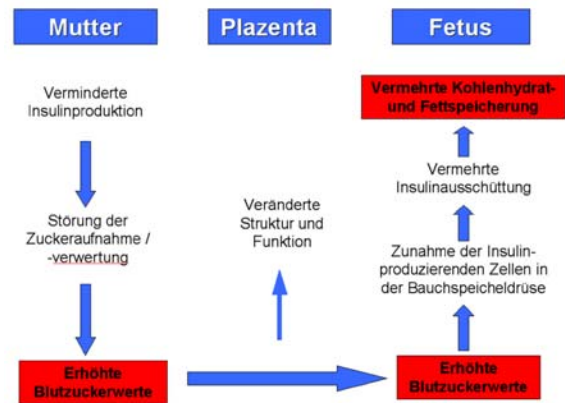 Mutter
Plazenta
Fetus
Verminderte
Insulinproduktion
Störung der
Zuckeraufnahme /
-verwertung
Erhöhte
Blutzuckerwerte
Veränderte
Struktur und
Funktion
Vermehrte Kohlenhydrat-
und Fettspeicherung
Vermehrte
Insulinausschüttung
Zunahme der Insulin-
produzierenden Zellen in
der Bauchspeicheldrüse
Erhöhte
Blutzuckerwerte